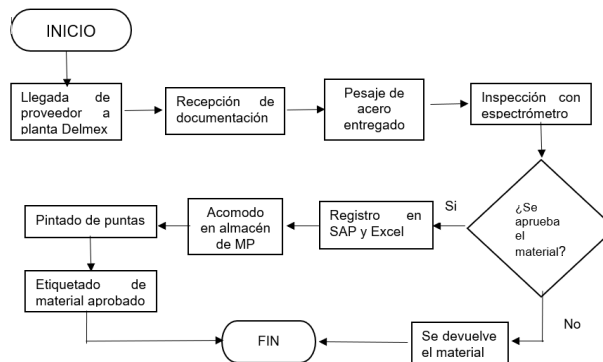 INICIO
Llegada de
proveedor a
planta Delmex
Recepción de
documentación
Pesaje de
acero
entregado
Inspección con
espectrómetro
¿Se
aprueba
el
material?
Si
Registro en
SAP y Excel
Acomodo
en almacén
de MP
Pintado de puntas
Etiquetado de
material aprobado
No
Se devuelve
el material
FIN